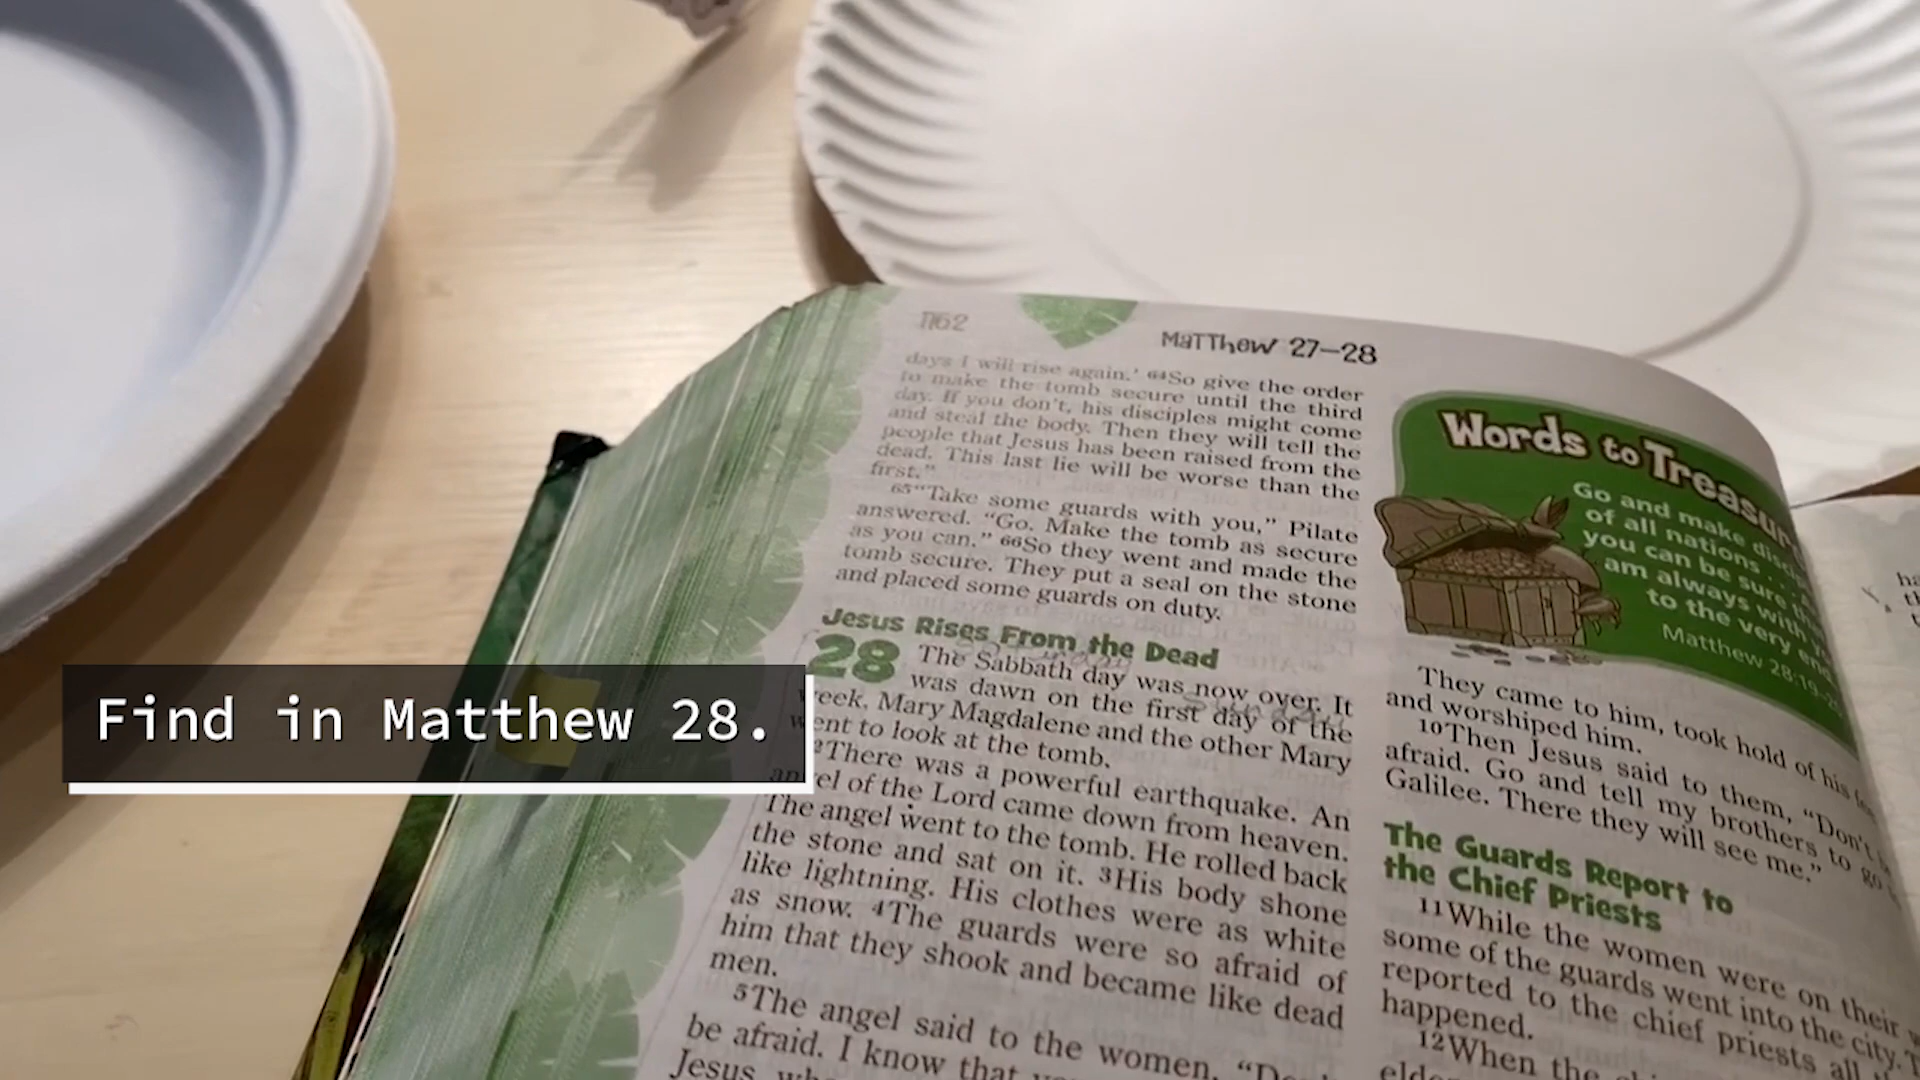 1162
Matthew 27–28
days I will rise again.’ 64So give the order
to make the tomb secure until the third
day. If you don’t, his disciples might come
and steal the body. Then they will tell the
people that Jesus has been raised from the
dead. This last lie will be worse than the
first.”
65“Take some guards with you,” Pilate
answered. “Go. Make the tomb as secure
as you can.” 66So they went and made the
tomb secure. They put a seal on the stone
and placed some guards on duty.
Jesus Rises From the Dead
28 The Sabbath day was now over. It
was dawn on the first day of the
week. Mary Magdalene and the other Mary
went to look at the tomb.
2There was a powerful earthquake. An
angel of the Lord came down from heaven.
The angel went to the tomb. He rolled back
the stone and sat on it. 3His body shone
like lightning. His clothes were as white
as snow. 4The guards were so afraid of
him that they shook and became like dead
men.
5The angel said to the women, “Don’t
be afraid. I know that
Jesus
Words to Treasure
Go and make
of all nations . . .
you can be sure
am always with
to the very end
Matthew 28:19
They came to him, took hold of his
and worshiped him.
10Then Jesus said to them, “Don’t
afraid. Go and tell my brothers to go
Galilee. There they will see me.”
The Guards Report to
the Chief Priests
11While the women were on their
some of the guards went into the city.
reported to the chief priests all
happened.
12When the
Find in Matthew 28.